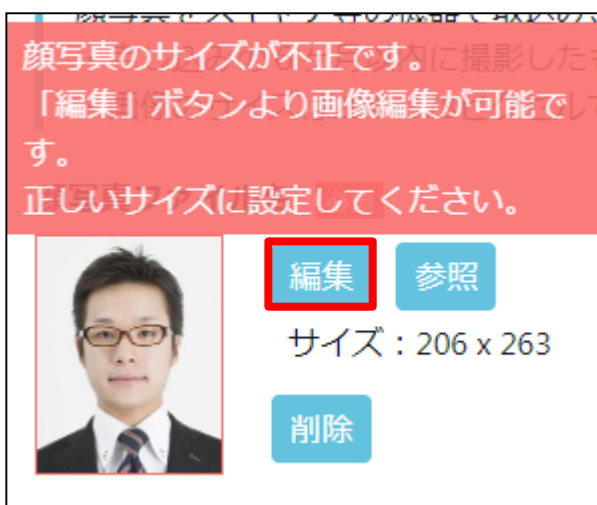 顔写真のサイズが不正です。
「編集」ボタンより画像編集が可能で
す。
正しいサイズに設定してください。
編集
参照
サイズ：206 x 263
削除